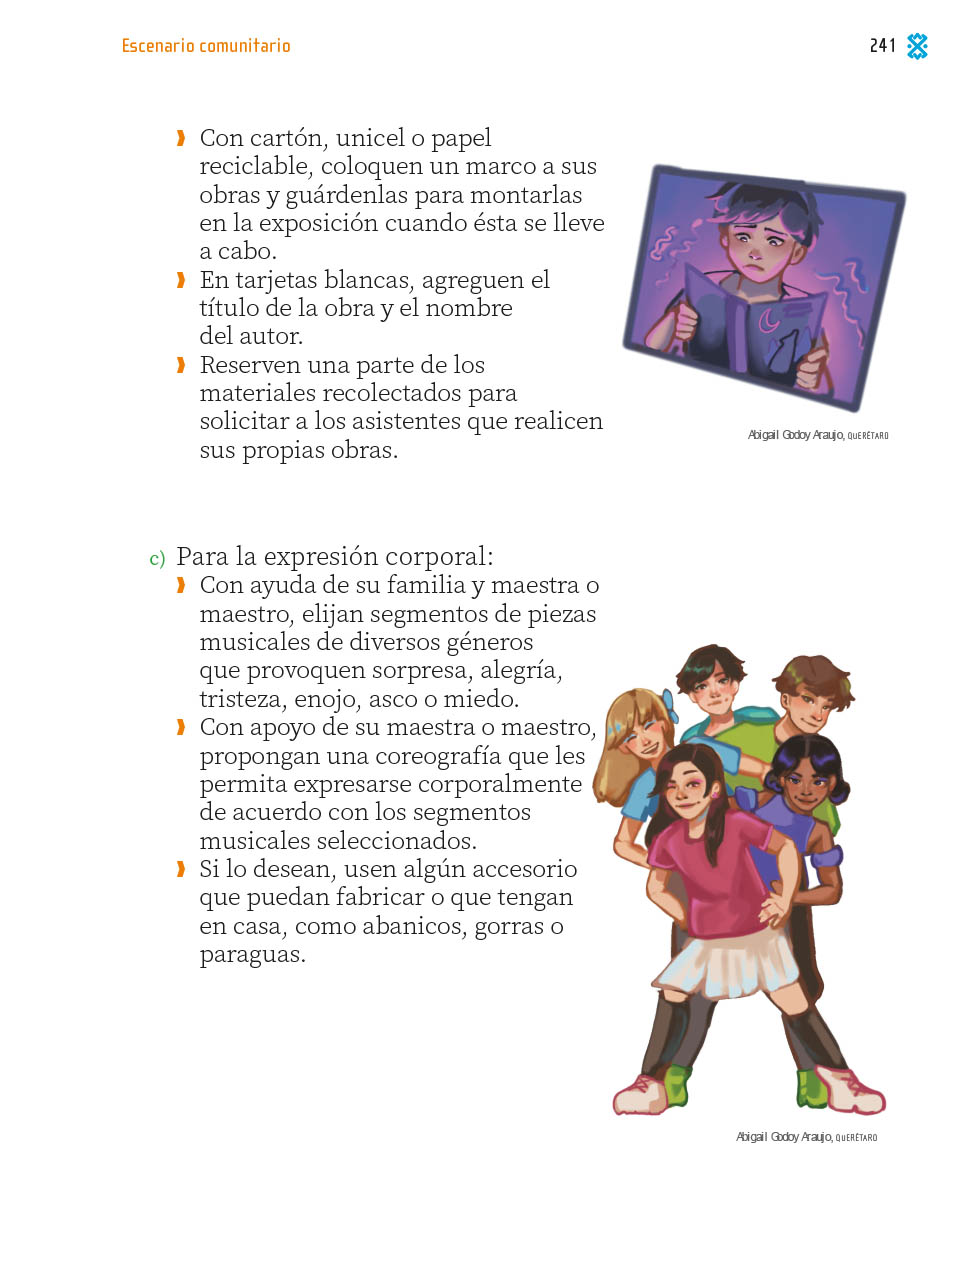 Escenario comunitario
241
Con cartón, unicel o papel
reciclable, coloquen un marco a sus
obras y guárdenlas para montarlas
en la exposición cuando ésta se lleve
a cabo.
En tarjetas blancas, agreguen el
título de la obra y el nombre
del autor.
Reserven una parte de los
materiales recolectados para
solicitar a los asistentes que realicen
sus propias obras.
Abigail Godoy Araujo, QUERÉTARO
c) Para la expresión corporal:
Con ayuda de su familia y maestra o
maestro, elijan segmentos de piezas
musicales de diversos géneros
que provoquen sorpresa, alegría,
tristeza, enojo, asco o miedo.
Con apoyo de su maestra o maestro,
propongan una coreografía que les
permita expresarse corporalmente
de acuerdo con los segmentos
musicales seleccionados.
Si lo desean, usen algún accesorio
que puedan fabricar o que tengan
en casa, como abanicos, gorras o
paraguas.
Abigail Godoy Araujo, QUERÉTARO